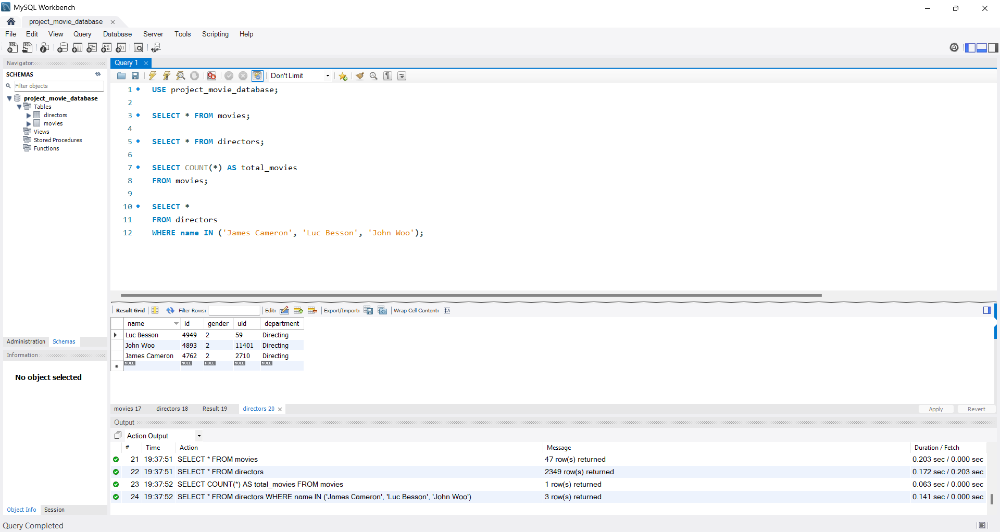 MySQL Workbench
project_movie_database
File Edit View Query Database Server Tools Scripting Help
Navigator
SCHEMAS
Filter objects
project_movie_database
Tables
directors
movies
Views
Stored Procedures
Functions
Administration Schemas
Information
No object selected
Object Info Session
Query 1
Don't Limit
1 USE project_movie_database;
2
3 SELECT * FROM movies;
4
5 SELECT * FROM directors;
6
7 SELECT COUNT(*) AS total_movies
8 FROM movies;
9
10 SELECT *
11 FROM directors
12 WHERE name IN ('James Cameron', 'Luc Besson', 'John Woo');
Result Grid Filter Rows: Edit: Export/Import: Wrap Cell Content:
name id gender uid department
Luc Besson 4949 2 59 Directing
John Woo 4893 2 11401 Directing
James Cameron 4762 2 2710 Directing
NULL NULL NULL NULL NULL
movies 17 directors 18 Result 19 directors 20 Apply Revert
Output
Action Output
# Time Action Message Duration / Fetch
21 19:37:51 SELECT * FROM movies 47 row(s) returned 0.203 sec / 0.000 sec
22 19:37:51 SELECT * FROM directors 2349 row(s) returned 0.172 sec / 0.203 sec
23 19:37:52 SELECT COUNT(*) AS total_movies FROM movies 1 row(s) returned 0.063 sec / 0.000 sec
24 19:37:52 SELECT * FROM directors WHERE name IN ('James Cameron', 'Luc Besson', 'John Woo') 3 row(s) returned 0.141 sec / 0.000 sec
Query Completed